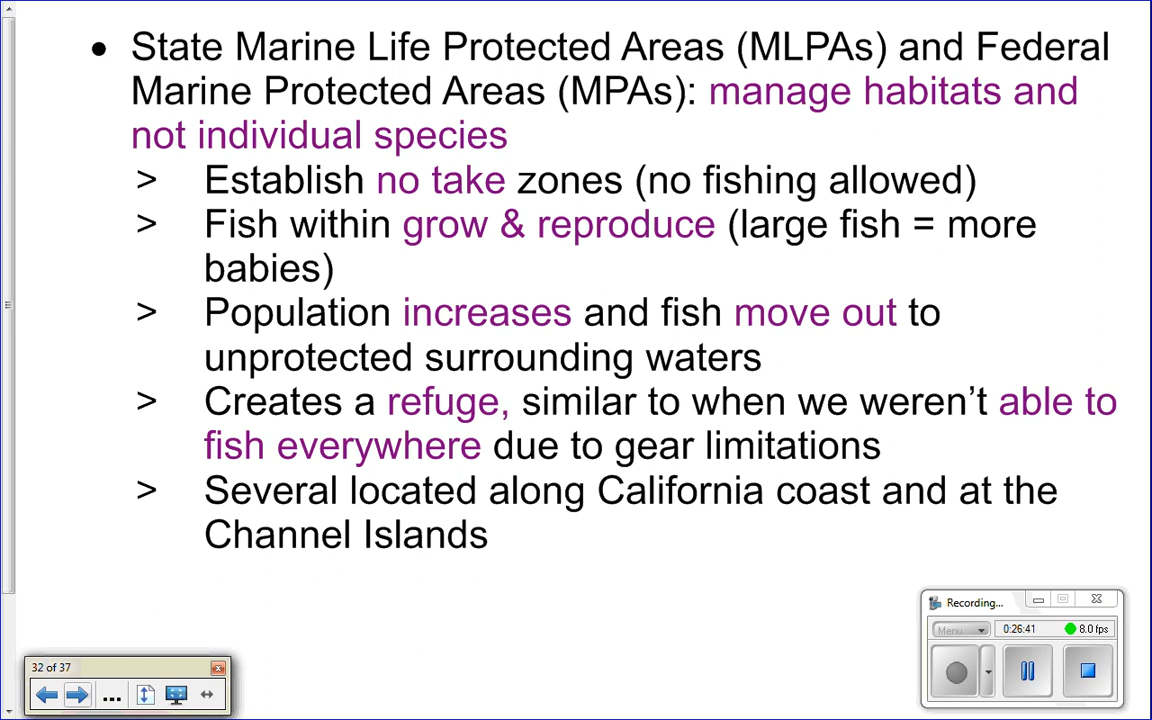 • State Marine Life Protected Areas (MLPAs) and Federal
Marine Protected Areas (MPAs): manage habitats and
not individual species
> Establish no take zones (no fishing allowed)
> Fish within grow & reproduce (large fish = more
babies)
> Population increases and fish move out to
unprotected surrounding waters
> Creates a refuge, similar to when we weren’t able to
fish everywhere due to gear limitations
> Several located along California coast and at the
Channel Islands
Recording...
Menu 0:26:41 8.0 fps
32 of 37
...